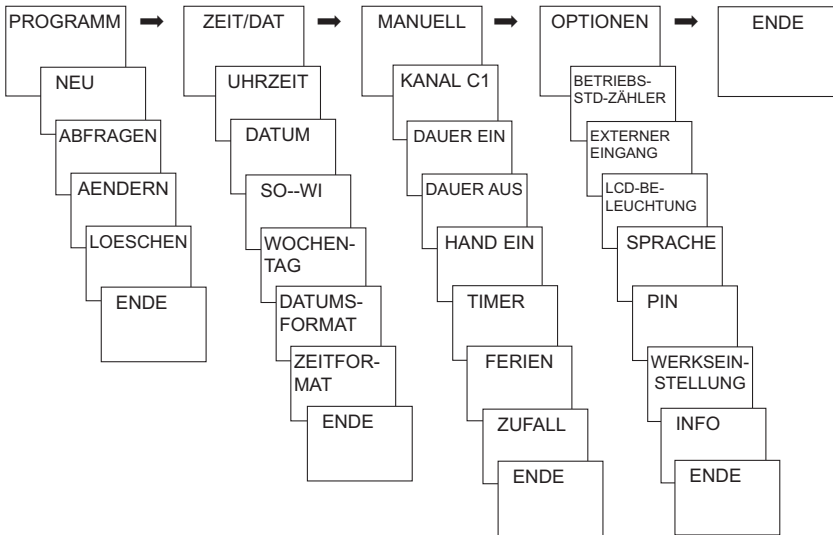 PROGRAMM
NEU
ABFRAGEN
AENDERN
LOESCHEN
ENDE
ZEIT/DAT
UHRZEIT
DATUM
SO--WI
WOCHEN-
TAG
DATUMS-
FORMAT
ZEITFOR-
MAT
ENDE
MANUELL
KANAL C1
DAUER EIN
DAUER AUS
HAND EIN
TIMER
FERIEN
ZUFALL
ENDE
OPTIONEN
BETRIEBS-
STD-ZÄHLER
EXTERNER
EINGANG
LCD-BE-
LEUCHTUNG
SPRACHE
PIN
WERKSEIN-
STELLUNG
INFO
ENDE
ENDE